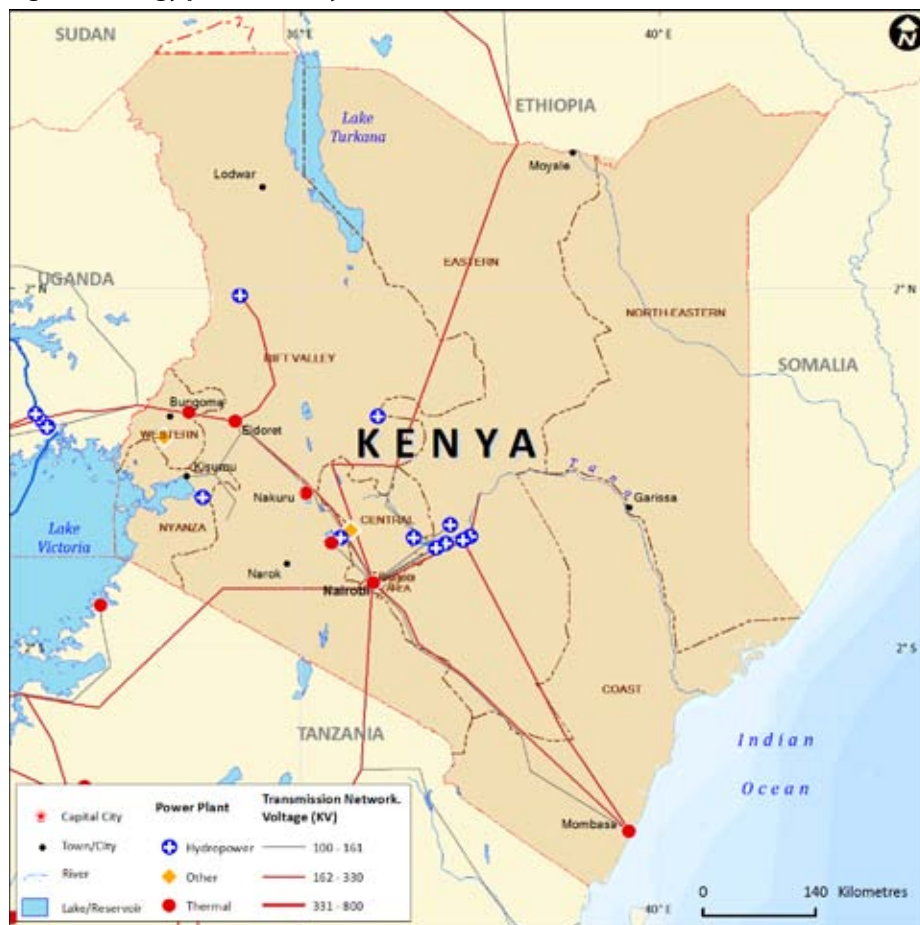 SUDAN
40° E
N
ETHIOPIA
Lake
Turkana
Moyale
Lodwar
EASTERN
UGANDA
2° N
2° N
NORTH-EASTERN
RIFT VALLEY
SOMALIA
Bungoma
Eldoret
WESTERN
KENYA
Kisumu
Tana
Nakuru
Garissa
CENTRAL
NYANZA
Lake
Victoria
Narok
Nairobi
AREA
2° S
2° S
COAST
TANZANIA
Indian
Ocean
Mombasa
Capital City
Town/City
River
Lake/Reservoir
Power Plant
Hydropower
Other
Thermal
Transmission Network.
Voltage (KV)
100 - 161
162 - 330
331 - 800
0 140 Kilometres
40° E